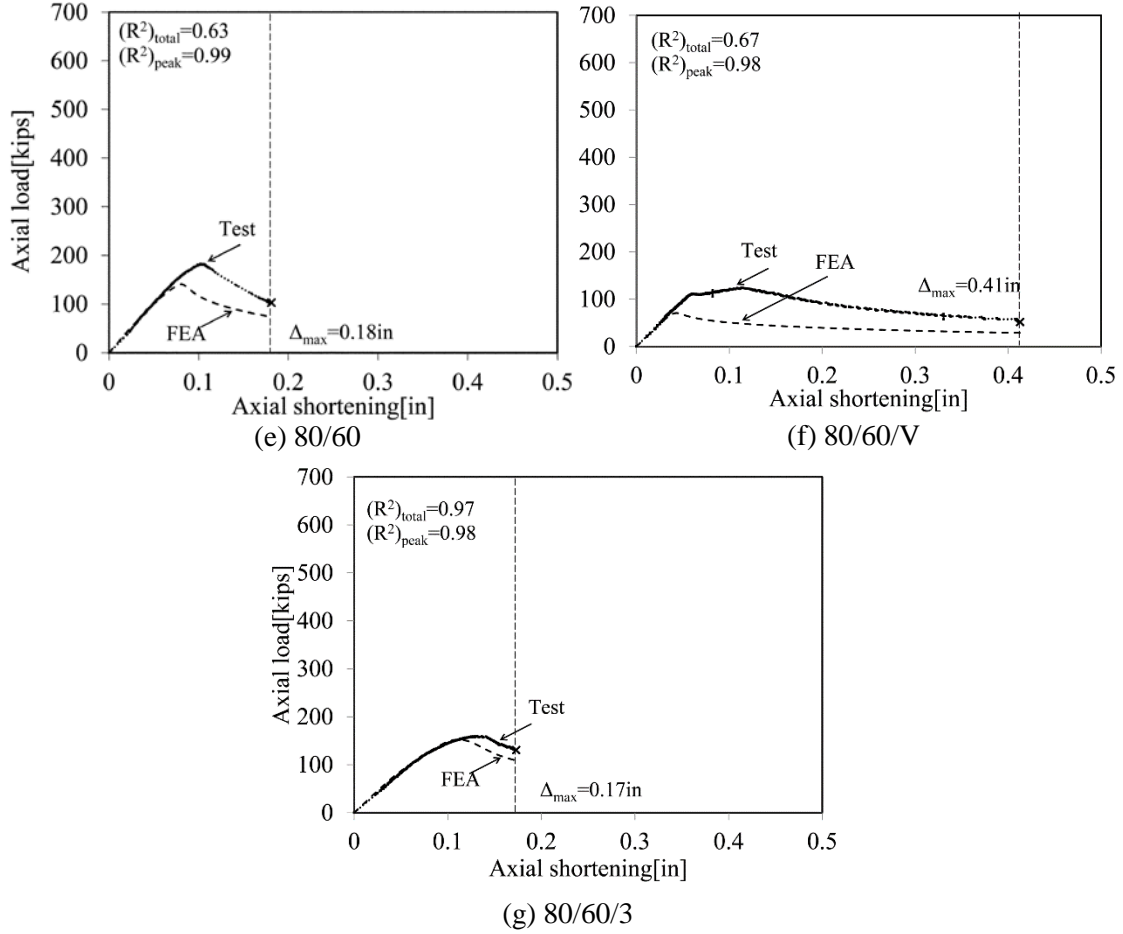 (R²)total=0.63
(R²)peak=0.99
Axial load[kips]
700
600
500
400
300
200
100
0
Test
FEA
Δmax=0.18in
0 0.1 0.2 0.3 0.4 0.5
Axial shortening[in]
(e) 80/60
(R²)total=0.67
(R²)peak=0.98
700
600
500
400
300
200
100
0
Test
FEA
Δmax=0.41in
0 0.1 0.2 0.3 0.4 0.5
Axial shortening[in]
(f) 80/60/V
(R²)total=0.97
(R²)peak=0.98
Axial load[kips]
700
600
500
400
300
200
100
0
Test
FEA
Δmax=0.17in
0 0.1 0.2 0.3 0.4 0.5
Axial shortening[in]
(g) 80/60/3